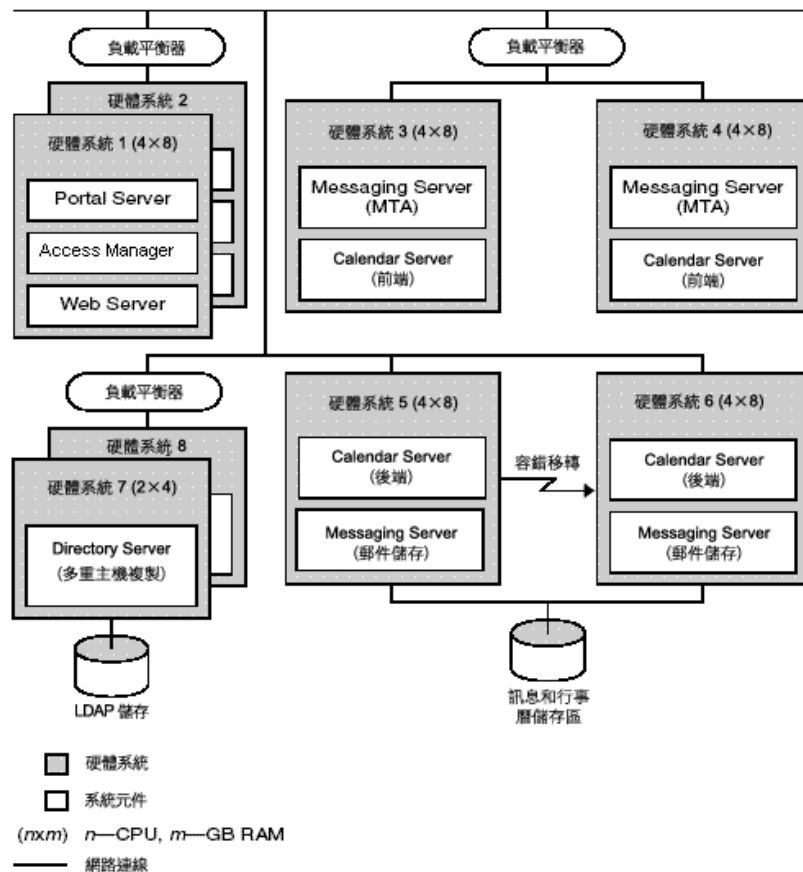 負載平衡器
負載平衡器
硬體系統 2
硬體系統 1 (4×8)
Portal Server
Access Manager
Web Server
硬體系統 3 (4×8)
Messaging Server
(MTA)
Calendar Server
(前端)
硬體系統 4 (4×8)
Messaging Server
(MTA)
Calendar Server
(前端)
負載平衡器
硬體系統 8
硬體系統 7 (2×4)
Directory Server
(多重主機複製)
LDAP 儲存
硬體系統 5 (4×8)
Calendar Server
(後端)
Messaging Server
(郵件儲存)
容錯移轉
硬體系統 6 (4×8)
Calendar Server
(後端)
Messaging Server
(郵件儲存)
訊息和行事
曆儲存區
硬體系統
系統元件
(nxm) n—CPU, m—GB RAM
網路連線